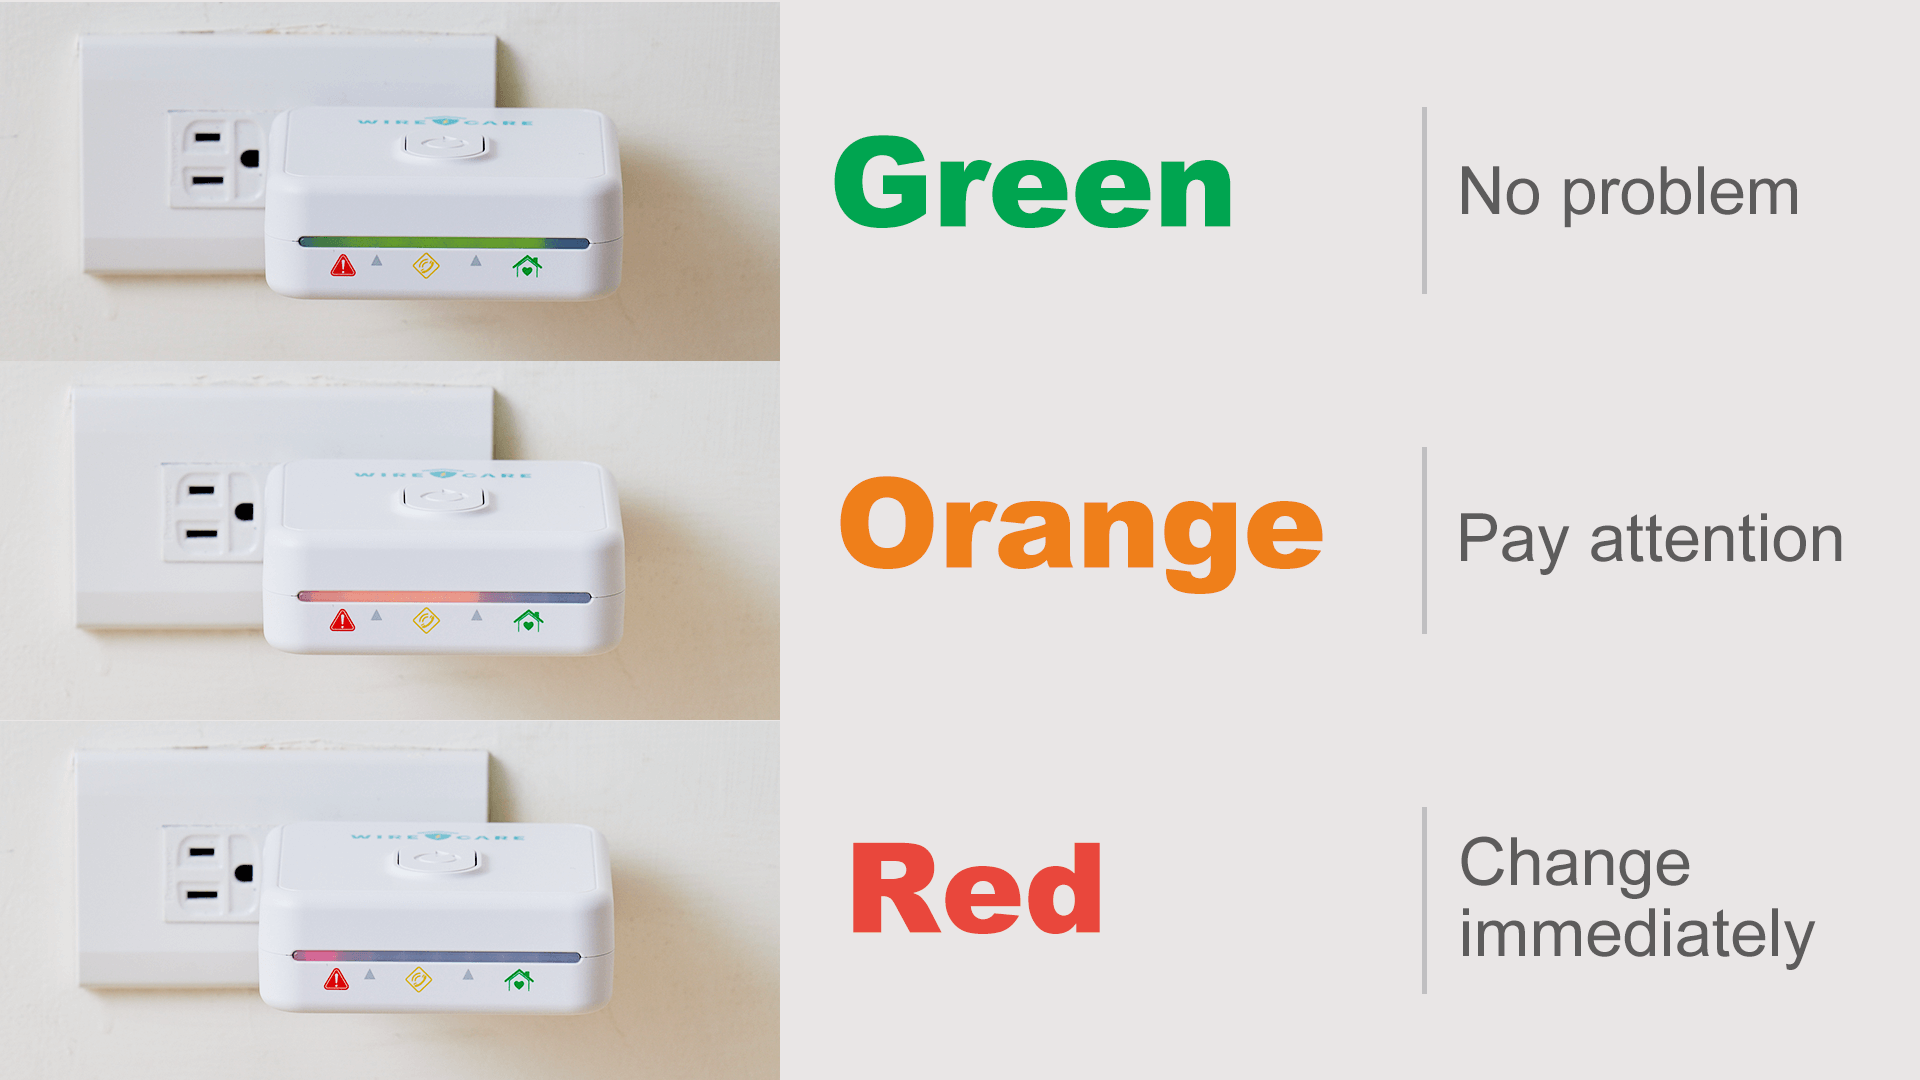 WIRE CARE
Green
No problem
WIRE CARE
Orange
Pay attention
WIRE CARE
Red
Change
immediately